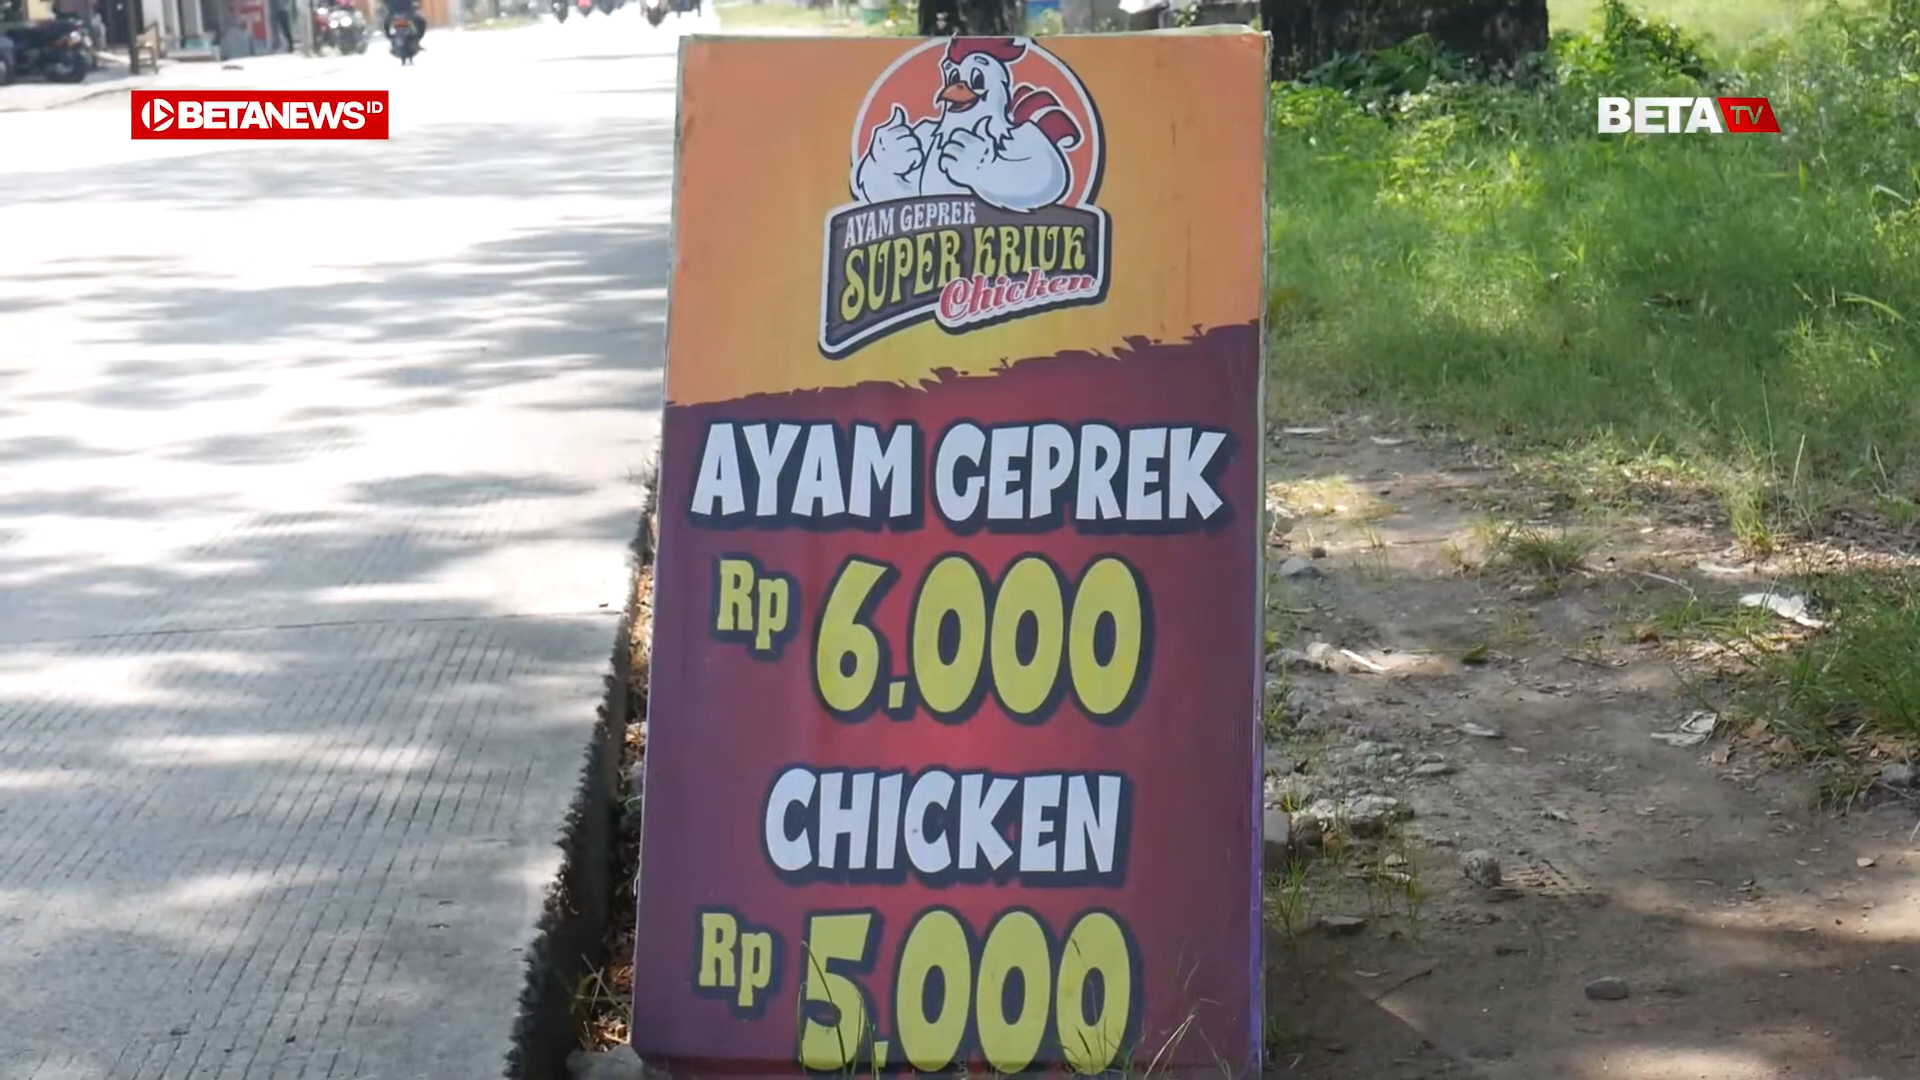 BETANEWS ID
BETA TV
AYAM GEPREK
SUPER KRIUK
Chicken
AYAM GEPREK
Rp 6.000
CHICKEN
Rp 5.000